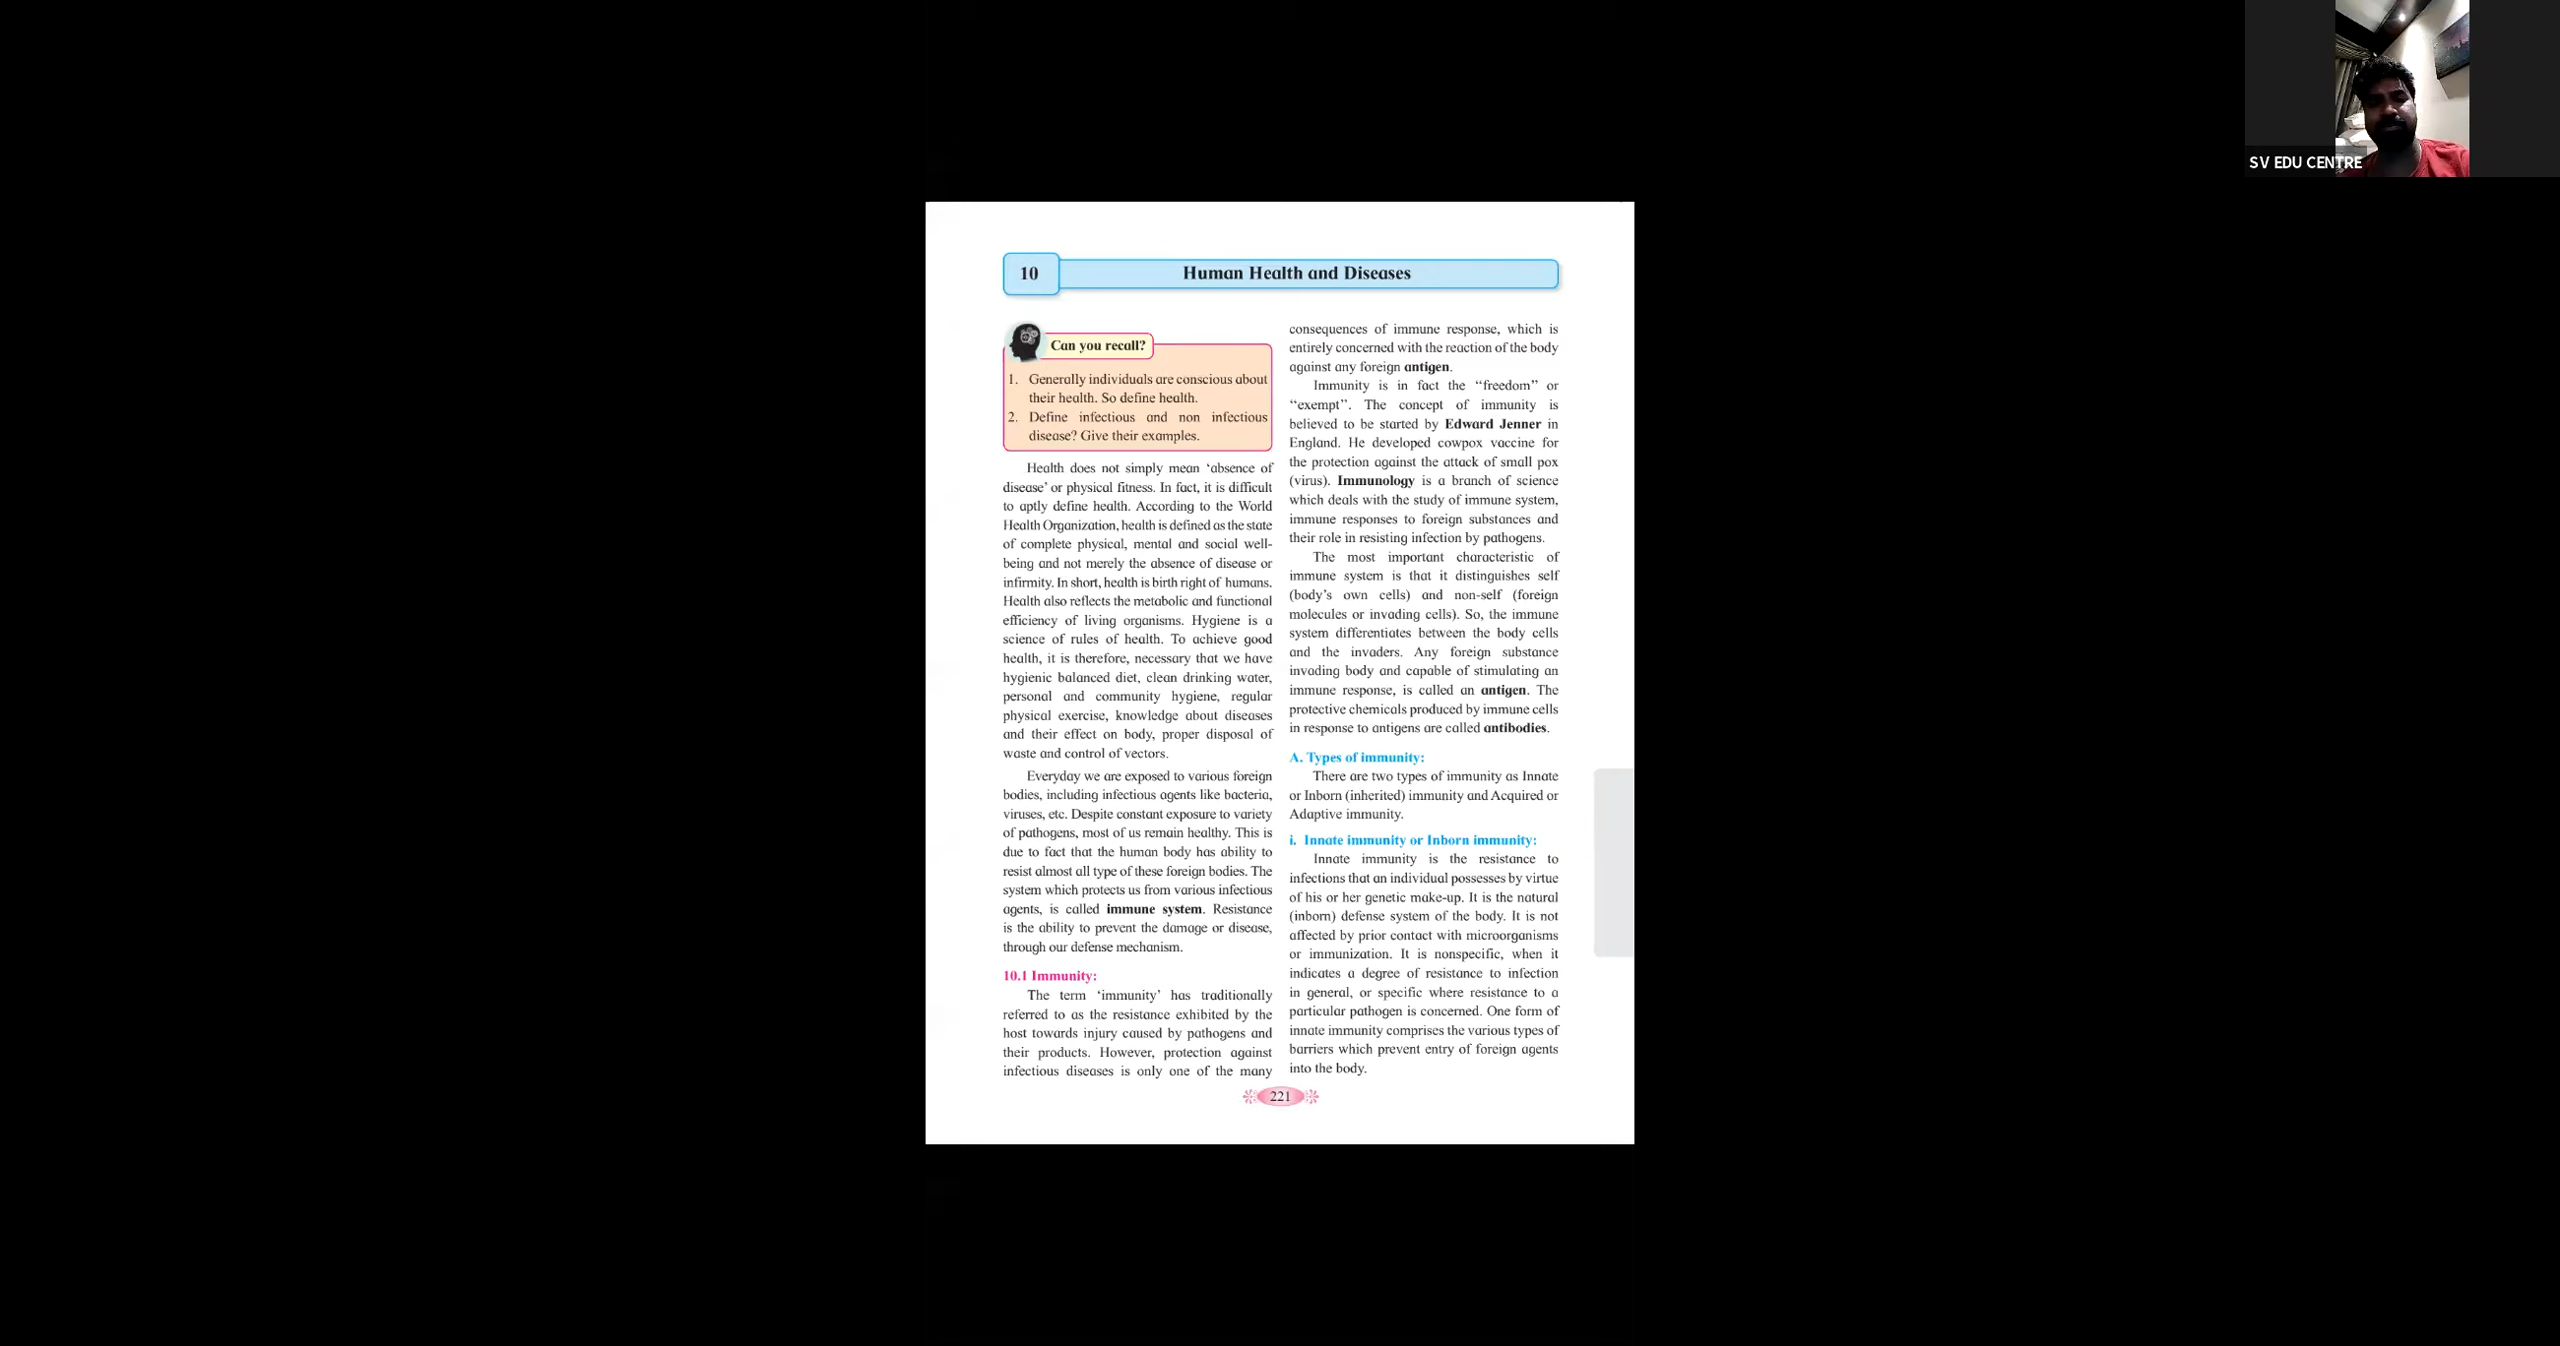 SV EDU CENTRE
10
Human Health and Diseases
Can you recall?
1. Generally individuals are conscious about
their health. So define health.
2. Define infectious and non infectious
disease? Give their examples.
Health does not simply mean ‘absence of
disease’ or physical fitness. In fact, it is difficult
to aptly define health. According to the World
Health Organization, health is defined as the state
of complete physical, mental and social well-
being and not merely the absence of disease or
infirmity. In short, health is birth right of humans.
Health also reflects the metabolic and functional
efficiency of living organisms. Hygiene is a
science of rules of health. To achieve good
health, it is therefore, necessary that we have
hygienic balanced diet, clean drinking water,
personal and community hygiene, regular
physical exercise, knowledge about diseases
and their effect on body, proper disposal of
waste and control of vectors.
Everyday we are exposed to various foreign
bodies, including infectious agents like bacteria,
viruses, etc. Despite constant exposure to variety
of pathogens, most of us remain healthy. This is
due to fact that the human body has ability to
resist almost all type of these foreign bodies. The
system which protects us from various infectious
agents, is called immune system. Resistance
is the ability to prevent the damage or disease,
through our defense mechanism.
10.1 Immunity:
The term ‘immunity’ has traditionally
referred to as the resistance exhibited by the
host towards injury caused by pathogens and
their products. However, protection against
infectious diseases is only one of the many
consequences of immune response, which is
entirely concerned with the reaction of the body
against any foreign antigen.
Immunity is in fact the ‘‘freedom’’ or
‘‘exempt’’. The concept of immunity is
believed to be started by Edward Jenner in
England. He developed cowpox vaccine for
the protection against the attack of small pox
(virus). Immunology is a branch of science
which deals with the study of immune system,
immune responses to foreign substances and
their role in resisting infection by pathogens.
The most important characteristic of
immune system is that it distinguishes self
(body’s own cells) and non-self (foreign
molecules or invading cells). So, the immune
system differentiates between the body cells
and the invaders. Any foreign substance
invading body and capable of stimulating an
immune response, is called an antigen. The
protective chemicals produced by immune cells
in response to antigens are called antibodies.
A. Types of immunity:
There are two types of immunity as Innate
or Inborn (inherited) immunity and Acquired or
Adaptive immunity.
i. Innate immunity or Inborn immunity:
Innate immunity is the resistance to
infections that an individual possesses by virtue
of his or her genetic make-up. It is the natural
(inborn) defense system of the body. It is not
affected by prior contact with microorganisms
or immunization. It is nonspecific, when it
indicates a degree of resistance to infection
in general, or specific where resistance to a
particular pathogen is concerned. One form of
innate immunity comprises the various types of
barriers which prevent entry of foreign agents
into the body.
221